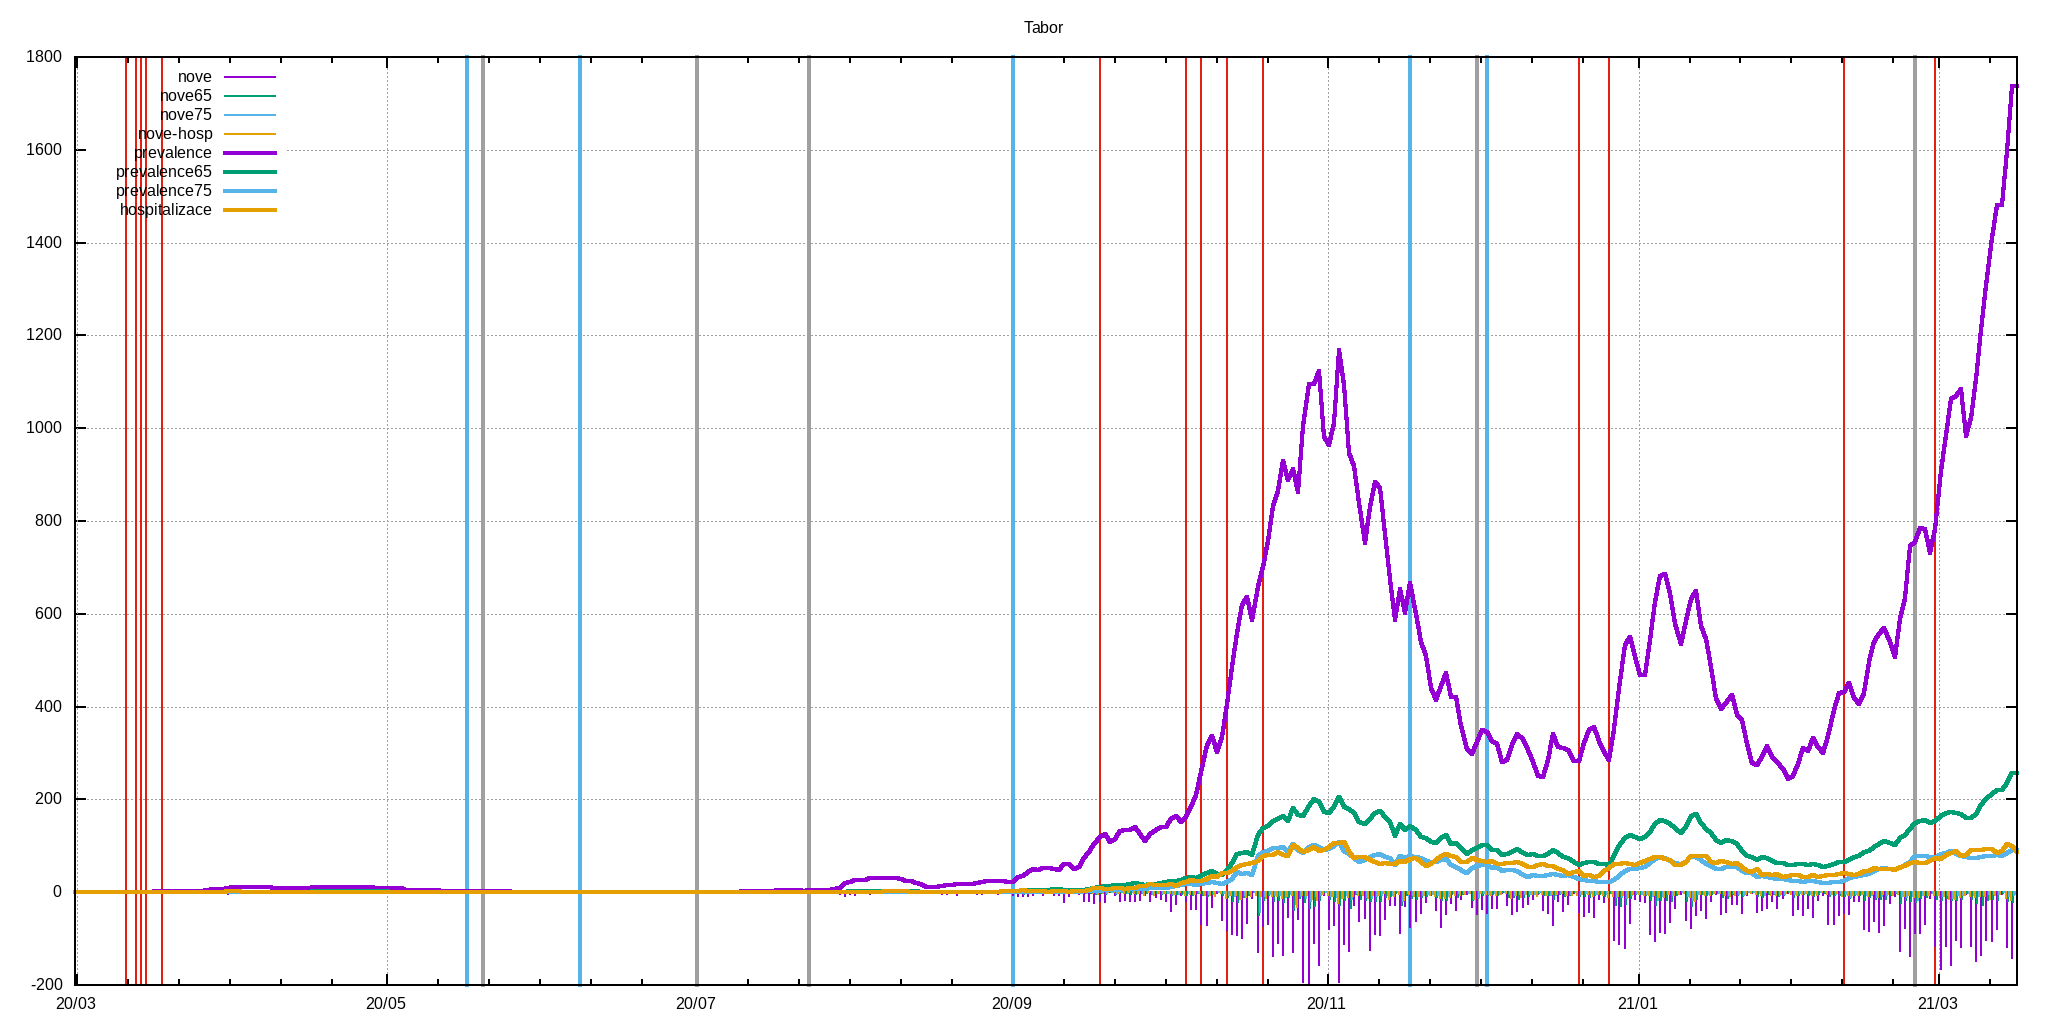 Tabor
1800
1600
1400
1200
1000
800
600
400
200
0
-200
nove
nove65
nove75
nove-hosp
prevalence
prevalence65
prevalence75
hospitalizace
20/03 20/05 20/07 20/09 20/11 21/01 21/03